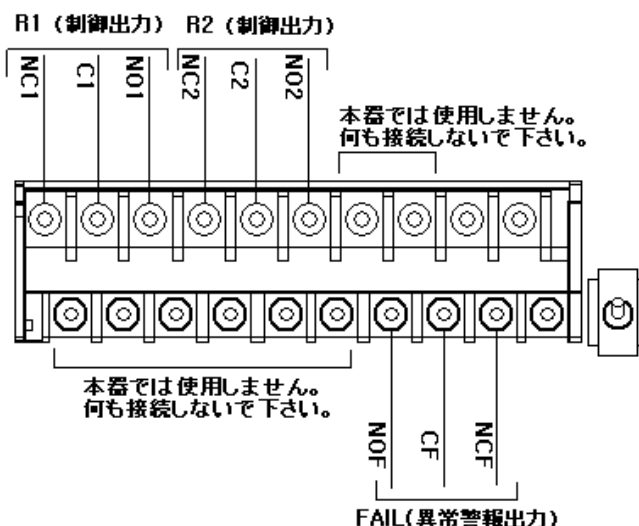 R1 (制御出力) R2 (制御出力)
NC1
C1
NO1
NC2
C2
NO2
本器では使用しません。
何も接続しないで下さい。
本器では使用しません。
何も接続しないで下さい。
NOF
CF
NCF
FAIL(異常警報出力)